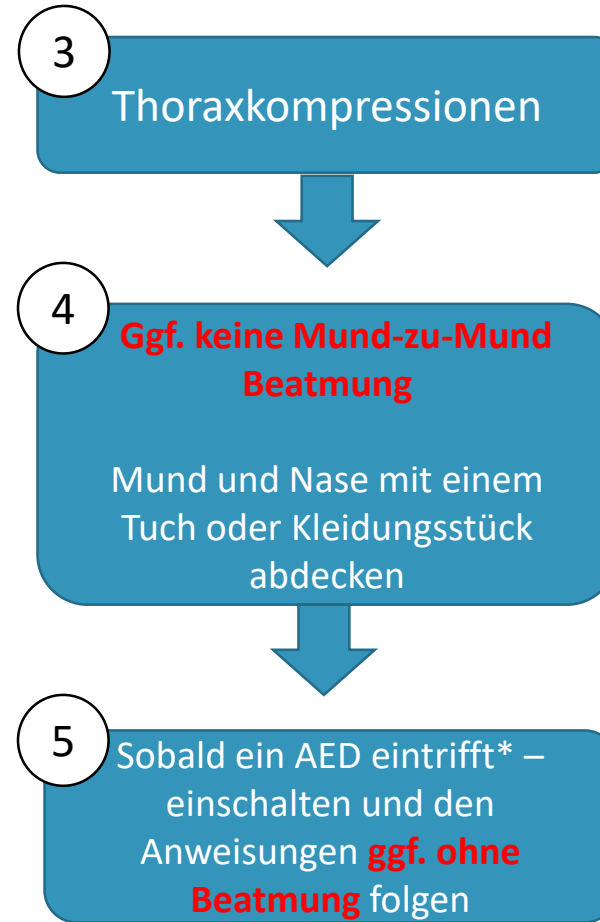 3
Thoraxkompressionen
4
Ggf. keine Mund-zu-Mund
Beatmung
Mund und Nase mit einem
Tuch oder Kleidungsstück
abdecken
5
Sobald ein AED eintrifft* –
einschalten und den
Anweisungen ggf. ohne
Beatmung folgen